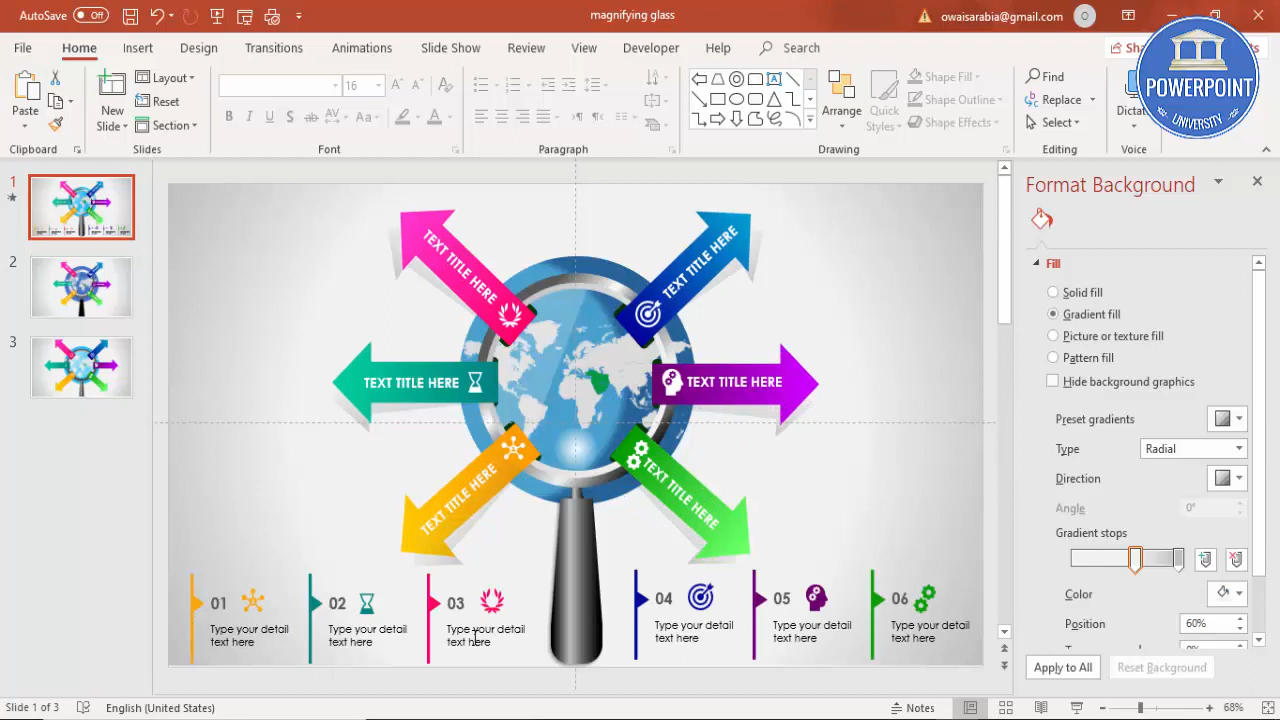 AutoSave Off
magnifying glass
owaisarabia@gmail.com
File Home Insert Design Transitions Animations Slide Show Review View Developer Help Search
POWERPOINT
UNIVERSITY
Paste
New
Slide
Layout
Reset
Section
16
B I U S ab AV Aa A
Arrange
Quick
Styles
Shape Fill
Shape Outline
Shape Effects
Find
Replace
Select
Clipboard Slides Font Paragraph Drawing Editing Voice
1
2
3
TEXT TITLE HERE
TEXT TITLE HERE
TEXT TITLE HERE
TEXT TITLE HERE
TEXT TITLE HERE
TEXT TITLE HERE
01
Type your detail
text here
02
Type your detail
text here
03
Type your detail
text here
04
Type your detail
text here
05
Type your detail
text here
06
Type your detail
text here
Format Background
Fill
Solid fill
Gradient fill
Picture or texture fill
Pattern fill
Hide background graphics
Preset gradients
Type Radial
Direction
Angle 0°
Gradient stops
Color
Position 60%
Apply to All Reset Background
Slide 1 of 3 English (United States) Notes 68%